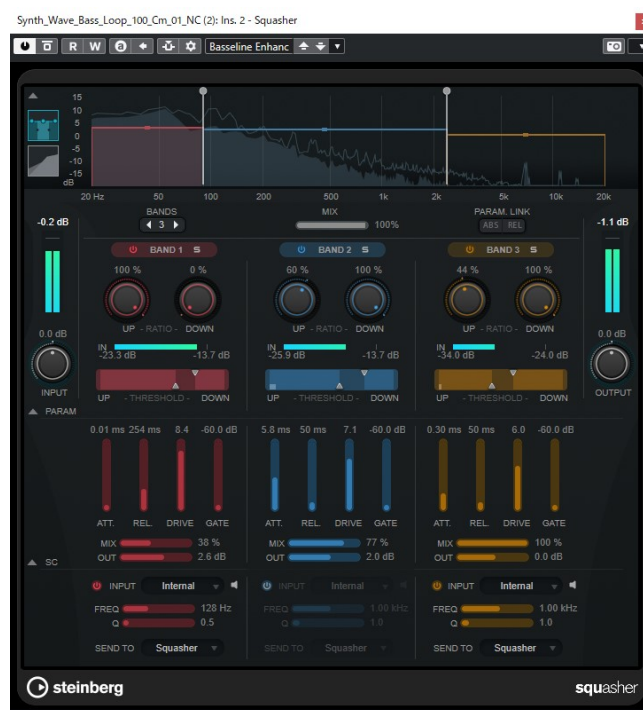 Synth_Wave_Bass_Loop_100_Cm_01_NC (2): Ins. 2 - Squasher
R W a Basseline Enhanc
15
10
5
0
-5
-10
-15
dB
20 Hz 50 100 200 500 1k 2k 5k 10k 20k
-0.2 dB BANDS MIX PARAM. LINK -1.1 dB
3 100% ABS REL
BAND 1 S BAND 2 S BAND 3 S
100 % 0 % 60 % 100 % 44 % 100 %
UP - RATIO - DOWN UP - RATIO - DOWN UP - RATIO - DOWN
0.0 dB 0.0 dB
IN IN IN
-23.3 dB -13.7 dB -25.9 dB -13.7 dB -34.0 dB -24.0 dB
INPUT OUTPUT
UP - THRESHOLD - DOWN UP - THRESHOLD - DOWN UP - THRESHOLD - DOWN
PARAM
0.01 ms 254 ms 8.4 -60.0 dB 5.8 ms 50 ms 7.1 -60.0 dB 0.30 ms 50 ms 6.0 -60.0 dB
ATT. REL. DRIVE GATE ATT. REL. DRIVE GATE ATT. REL. DRIVE GATE
MIX 38 % MIX 77 % MIX 100 %
OUT 2.6 dB OUT 2.0 dB OUT 0.0 dB
SC
INPUT Internal INPUT Internal INPUT Internal
FREQ 128 Hz FREQ 1.00 kHz FREQ 1.00 kHz
Q 0.5 Q 1.0 Q 1.0
SEND TO Squasher SEND TO Squasher SEND TO Squasher
steinberg squasher